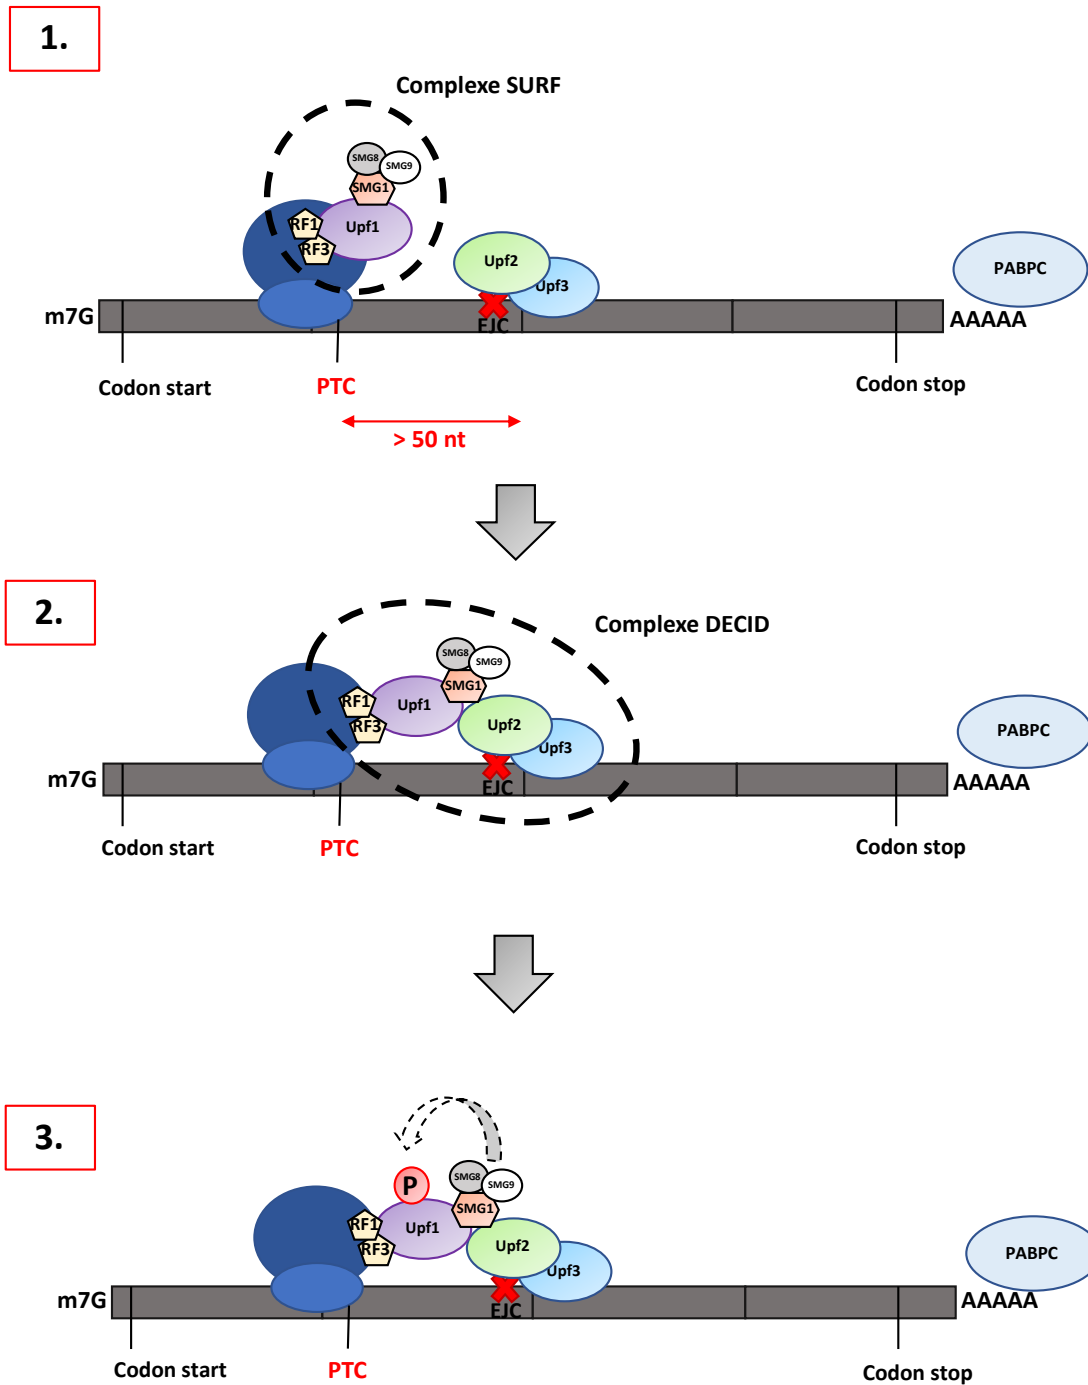 1.
Complexe SURF
SMG8
SMG9
SMG1
RF1
Upf1
RF3
Upf2
Upf3
PABPC
EJC
m7G
AAAAA
Codon start
PTC
Codon stop
> 50 nt
2.
Complexe DECID
SMG8
SMG9
SMG1
RF1
Upf1
RF3
Upf2
Upf3
PABPC
EJC
m7G
AAAAA
Codon start
PTC
Codon stop
3.
P
SMG8
SMG9
SMG1
RF1
Upf1
RF3
Upf2
Upf3
PABPC
EJC
m7G
AAAAA
Codon start
PTC
Codon stop